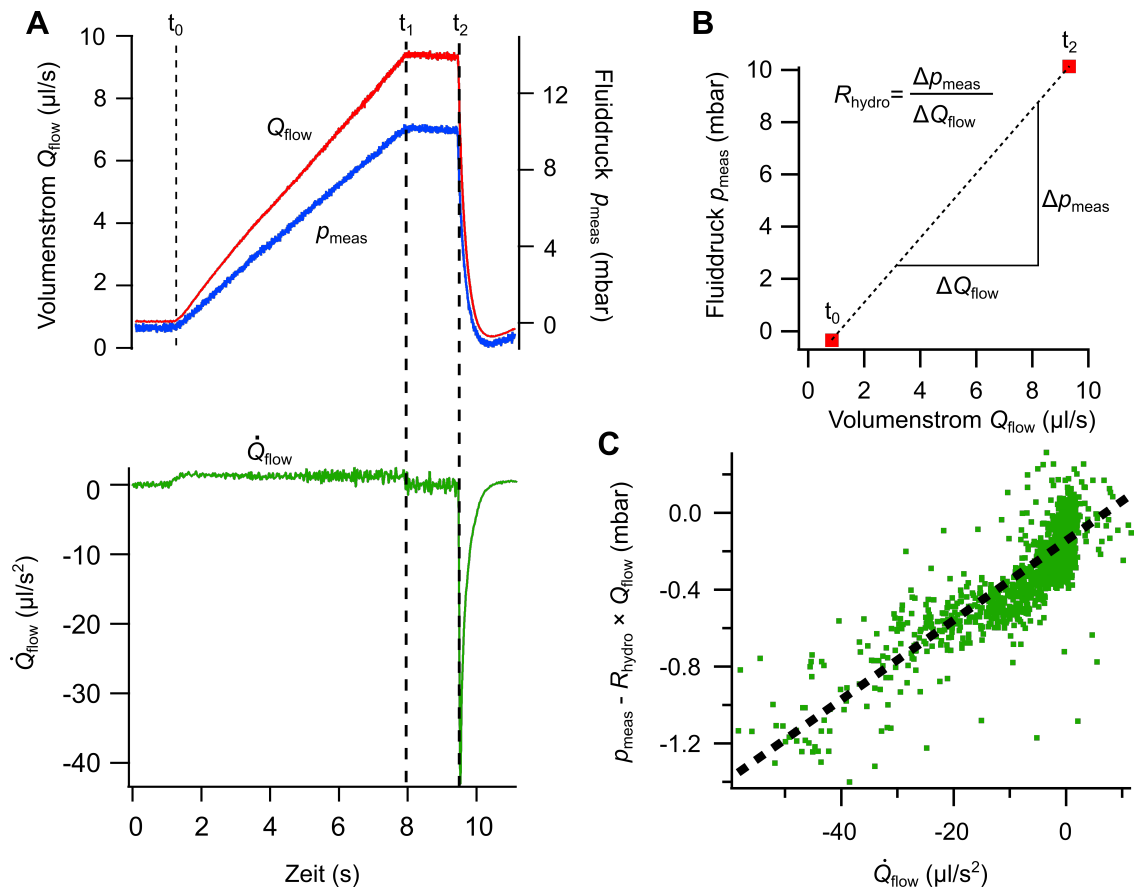 A
t0 t1 t2
10
8
6
4
2
0
Volumenstrom Qflow (µl/s)
Qflow
pmeas
12
8
4
0
Fluiddruck pmeas (mbar)
Q̇flow
0
-10
-20
-30
-40
Q̇flow (µl/s²)
0 2 4 6 8 10
Zeit (s)
B
t2
Rhydro= Δpmeas
ΔQflow
Δpmeas
ΔQflow
t0
10
8
6
4
2
0
Fluiddruck pmeas (mbar)
0 2 4 6 8 10
Volumenstrom Qflow (µl/s)
C
0.0
-0.4
-0.8
-1.2
pmeas - Rhydro × Qflow (mbar)
-40 -20 0
Q̇flow (µl/s²)